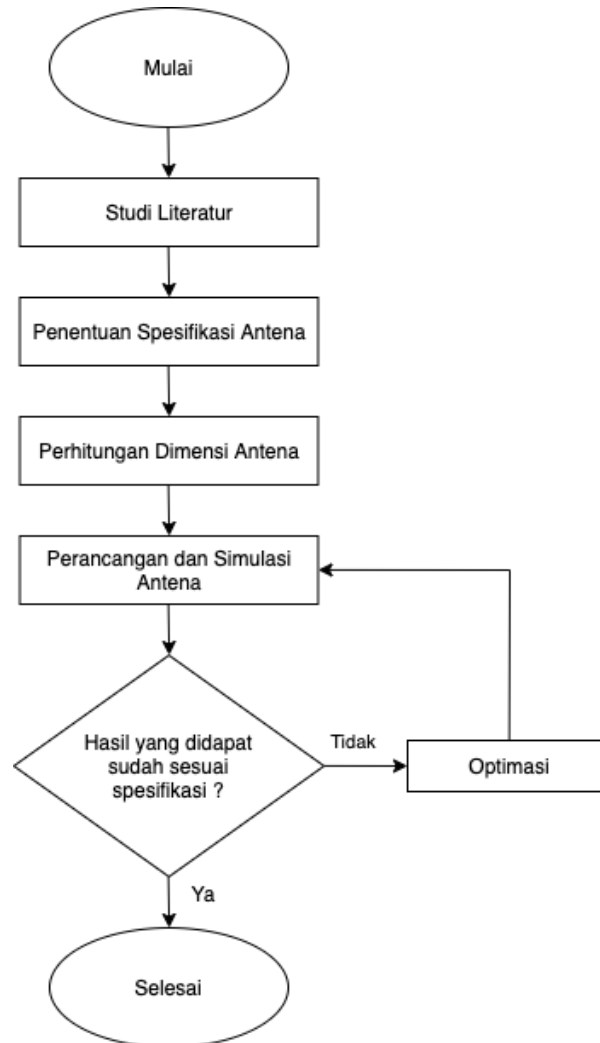 Mulai
Studi Literatur
Penentuan Spesifikasi Antena
Perhitungan Dimensi Antena
Perancangan dan Simulasi
Antena
Hasil yang didapat
sudah sesuai
spesifikasi ?
Tidak
Optimasi
Ya
Selesai